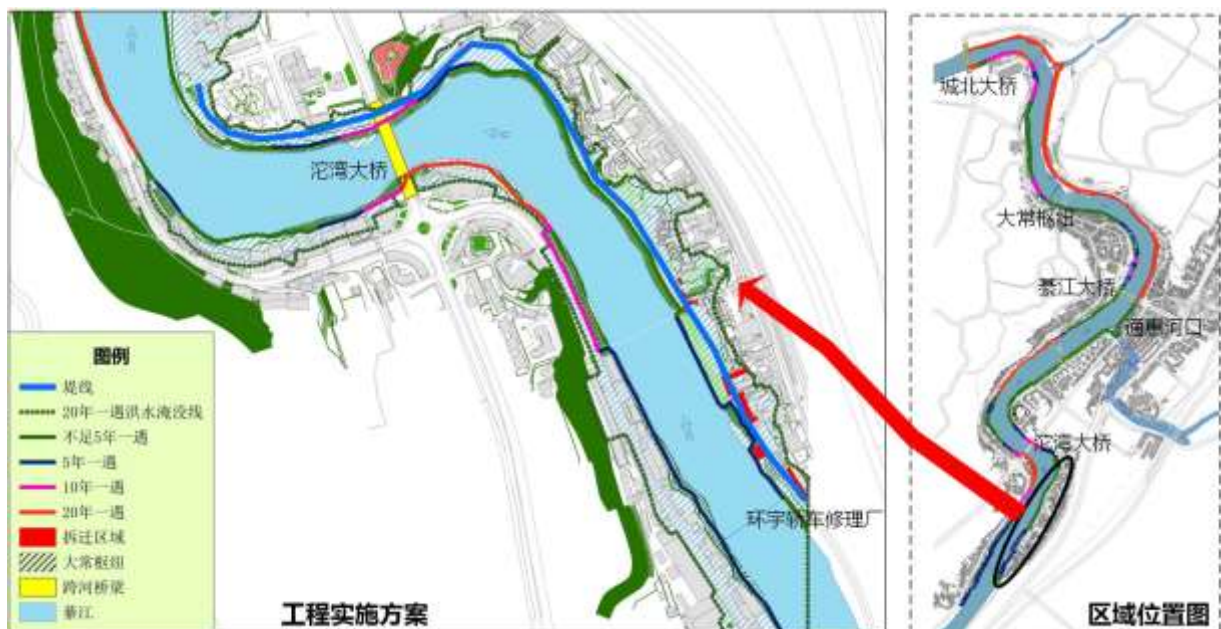 沱湾大桥
环宇轿车修理厂
图例
堤线
20年一遇洪水淹没线
不足5年一遇
5年一遇
10年一遇
20年一遇
拆迁区域
大常枢纽
跨河桥梁
綦江
工程实施方案
城北大桥
大常枢纽
綦江大桥
通惠河口
沱湾大桥
区域位置图